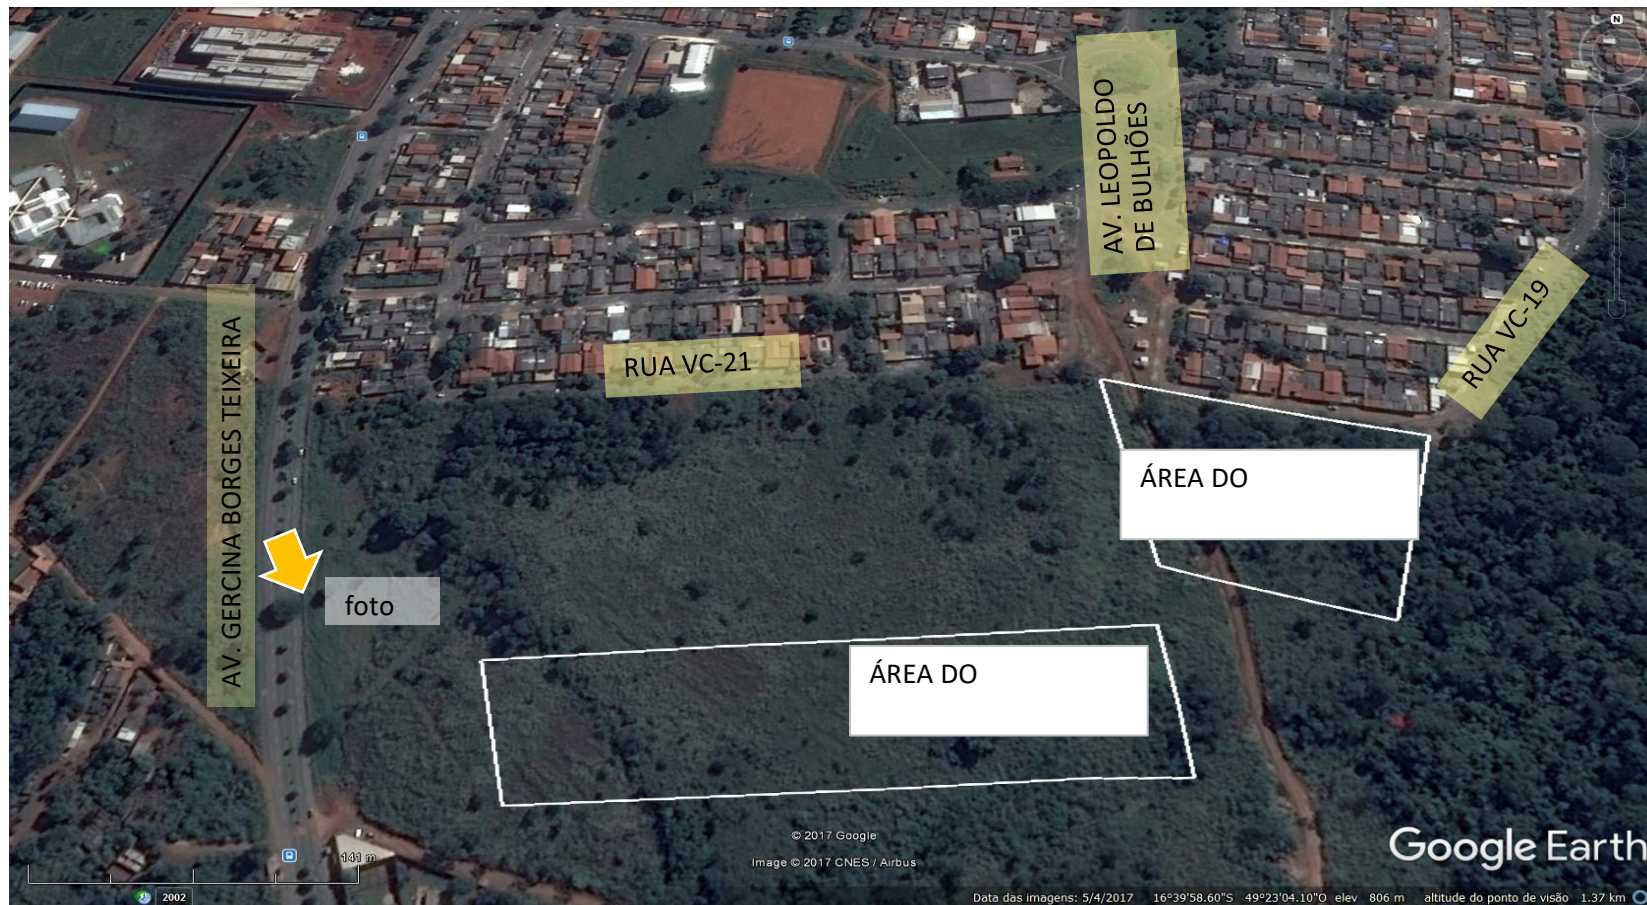 N
AV. LEOPOLDO
DE BULHÕES
RUA VC-19
RUA VC-21
AV. GERCINA BORGES TEIXEIRA
ÁREA DO
foto
ÁREA DO
© 2017 Google
Image © 2017 CNES / Airbus
Google Earth
141 m
2002
Data das imagens: 5/4/2017 16°39'58.60"S 49°23'04.10"O elev 806 m altitude do ponto de visão 1.37 km